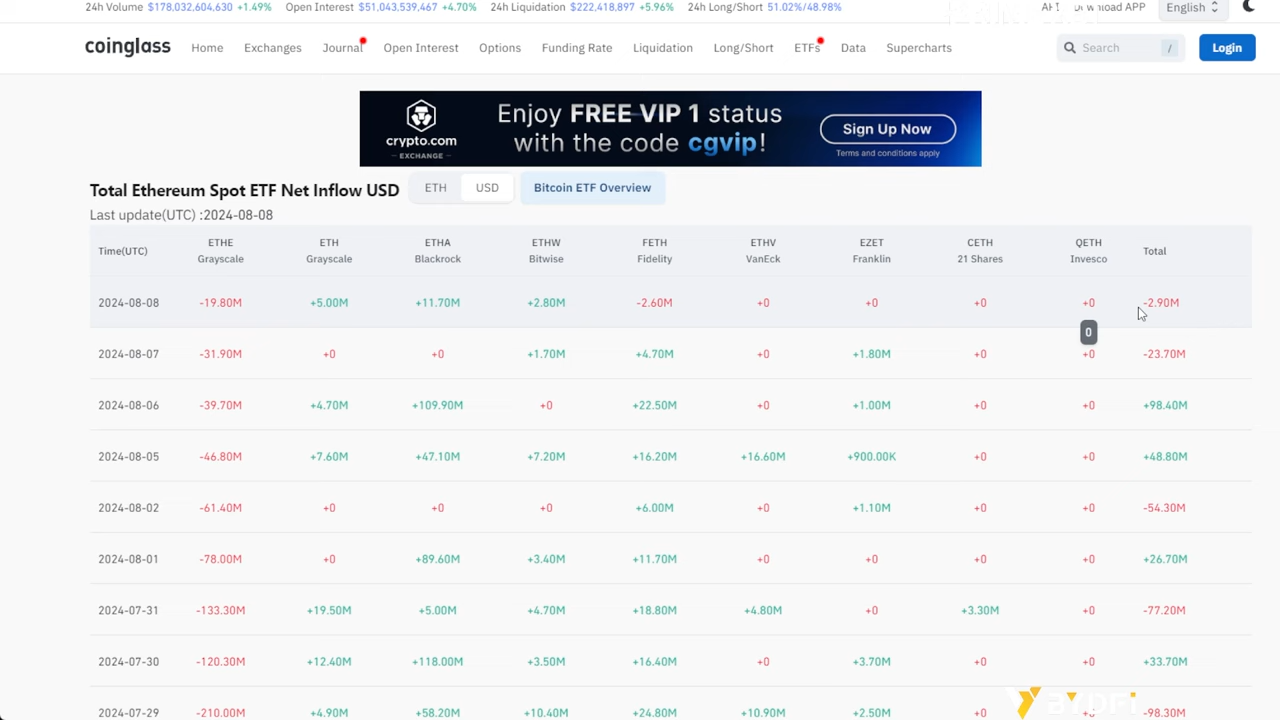 24h Volume $178,032,604,630 +1.49% Open Interest $51,043,539,467 +4.70% 24h Liquidation $222,418,897 +5.96% 24h Long/Short 51.02%/48.98% APP English
coinglass Home Exchanges Journal Open Interest Options Funding Rate Liquidation Long/Short ETFs Data Supercharts Search / Login
crypto.com
EXCHANGE
Enjoy FREE VIP 1 status
with the code cgvip!
Sign Up Now
Terms and conditions apply
Total Ethereum Spot ETF Net Inflow USD ETH USD Bitcoin ETF Overview
Last update(UTC) :2024-08-08
Time(UTC) ETHE Grayscale ETH Grayscale ETHA Blackrock ETHW Bitwise FETH Fidelity ETHV VanEck EZET Franklin CETH 21 Shares QETH Invesco Total
2024-08-08 -19.80M +5.00M +11.70M +2.80M -2.60M +0 +0 +0 +0 -2.90M
0
2024-08-07 -31.90M +0 +0 +1.70M +4.70M +0 +1.80M +0 +0 -23.70M
2024-08-06 -39.70M +4.70M +109.90M +0 +22.50M +0 +1.00M +0 +0 +98.40M
2024-08-05 -46.80M +7.60M +47.10M +7.20M +16.20M +16.60M +900.00K +0 +0 +48.80M
2024-08-02 -61.40M +0 +0 +0 +6.00M +0 +1.10M +0 +0 -54.30M
2024-08-01 -78.00M +0 +89.60M +3.40M +11.70M +0 +0 +0 +0 +26.70M
2024-07-31 -133.30M +19.50M +5.00M +4.70M +18.80M +4.80M +0 +3.30M +0 -77.20M
2024-07-30 -120.30M +12.40M +118.00M +3.50M +16.40M +0 +3.70M +0 +0 +33.70M
2024-07-29 -210.00M +4.90M +58.20M +10.40M +24.80M +10.90M +2.50M +0 +0 -98.30M